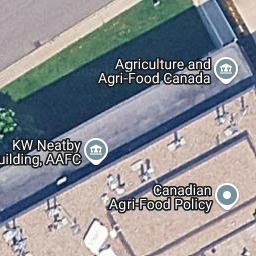 Agriculture and
Agri-Food Canada
KW Neatby
uilding, AAFC
Canadian
Agri-Food Policy